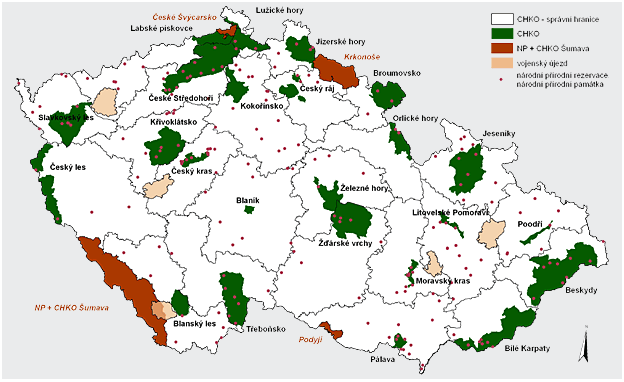 České Švýcarsko
Lužické hory
Labské pískovce
Jizerské hory
Krkonoše
Broumovsko
České Středohoří
Kokořínsko
Český ráj
Slavkovský les
Křivoklátsko
Orlické hory
Jeseníky
Český les
Český kras
Železné hory
Blaník
Litovelské Pomoraví
Poodří
Žďárské vrchy
Moravský kras
Beskydy
NP + CHKO Šumava
Blanský les
Třeboňsko
Podyjí
Pálava
Bílé Karpaty
CHKO - správní hranice
CHKO
NP + CHKO Šumava
vojenský újezd
národní přírodní rezervace
národní přírodní památka